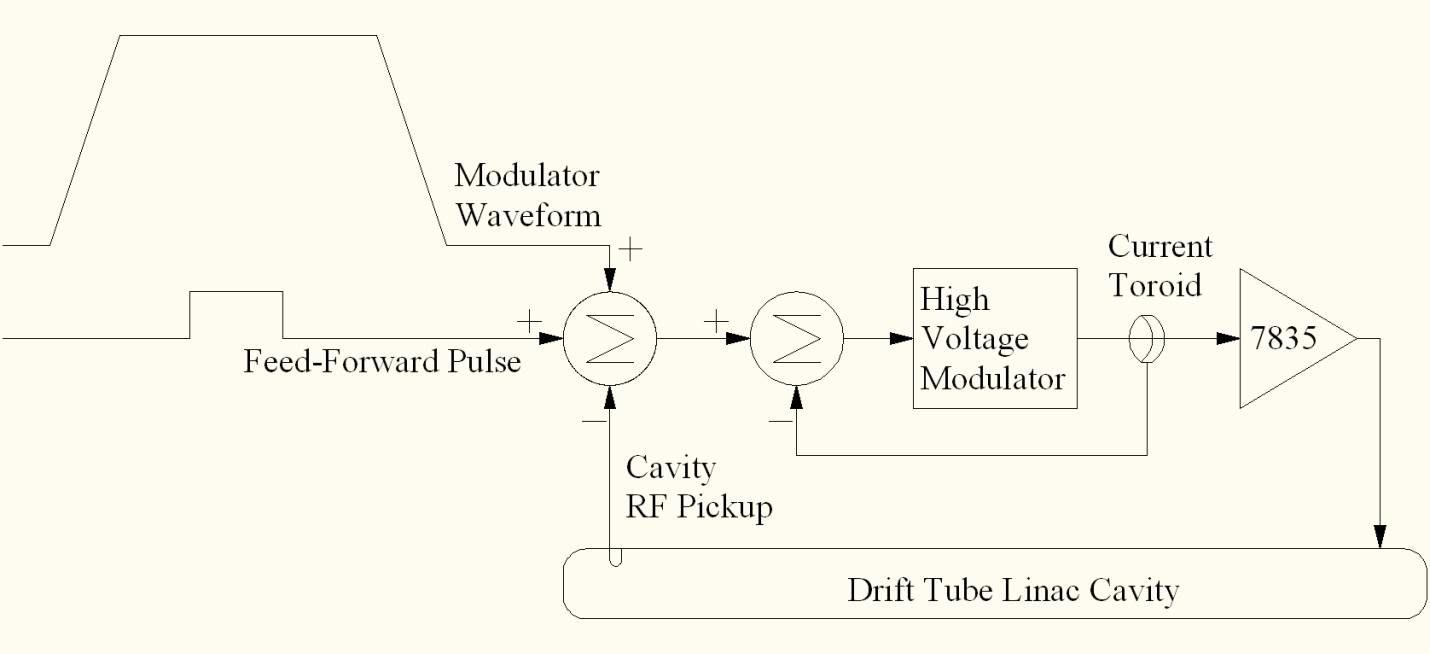 Modulator
Waveform
+
Current
Toroid
+
Feed-Forward Pulse
Σ
+
Σ
High
Voltage
Modulator
7835
−
−
Cavity
RF Pickup
Drift Tube Linac Cavity